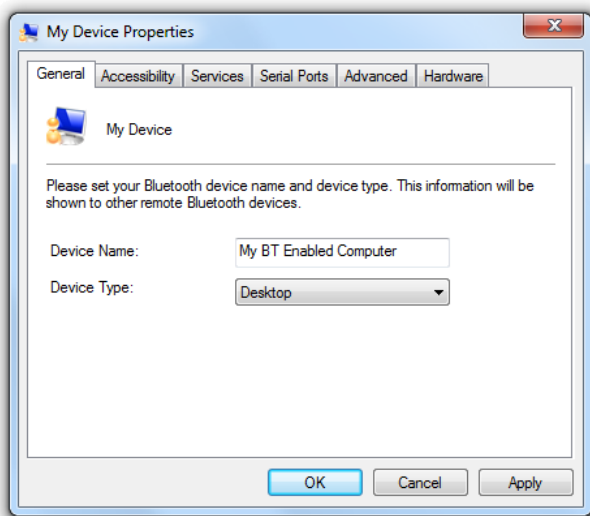 My Device Properties
General Accessibility Services Serial Ports Advanced Hardware
My Device
Please set your Bluetooth device name and device type. This information will be
shown to other remote Bluetooth devices.
Device Name: My BT Enabled Computer
Device Type: Desktop
OK Cancel Apply